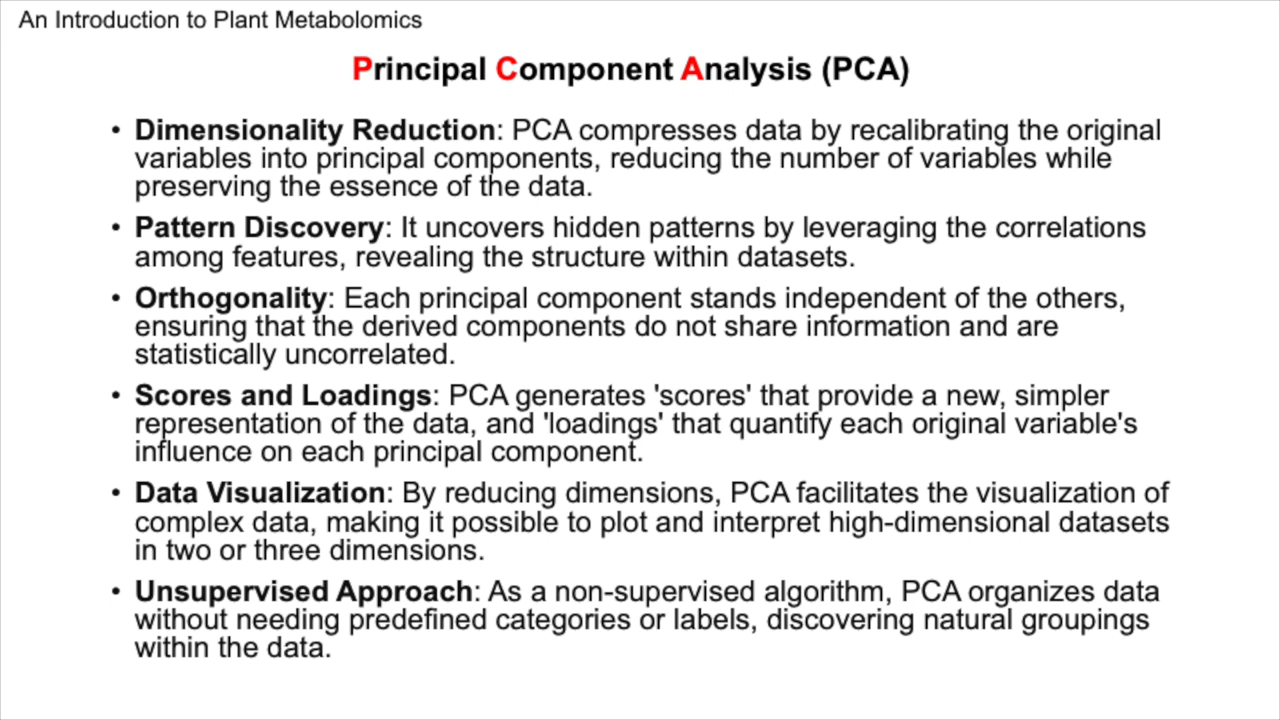 An Introduction to Plant Metabolomics
Principal Component Analysis (PCA)
• Dimensionality Reduction: PCA compresses data by recalibrating the original
variables into principal components, reducing the number of variables while
preserving the essence of the data.
• Pattern Discovery: It uncovers hidden patterns by leveraging the correlations
among features, revealing the structure within datasets.
• Orthogonality: Each principal component stands independent of the others,
ensuring that the derived components do not share information and are
statistically uncorrelated.
• Scores and Loadings: PCA generates 'scores' that provide a new, simpler
representation of the data, and 'loadings' that quantify each original variable's
influence on each principal component.
• Data Visualization: By reducing dimensions, PCA facilitates the visualization of
complex data, making it possible to plot and interpret high-dimensional datasets
in two or three dimensions.
• Unsupervised Approach: As a non-supervised algorithm, PCA organizes data
without needing predefined categories or labels, discovering natural groupings
within the data.